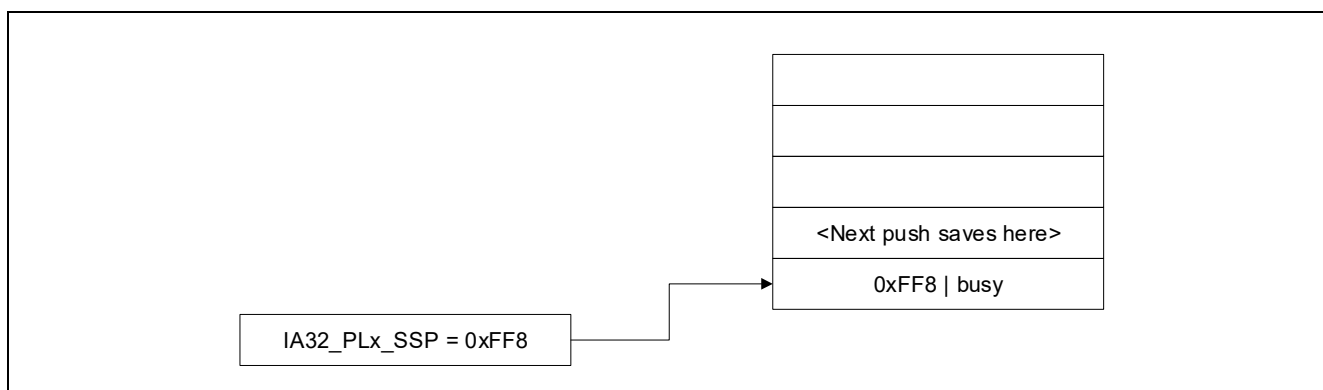 <Next push saves here>
0xFF8 | busy
IA32_PLx_SSP = 0xFF8